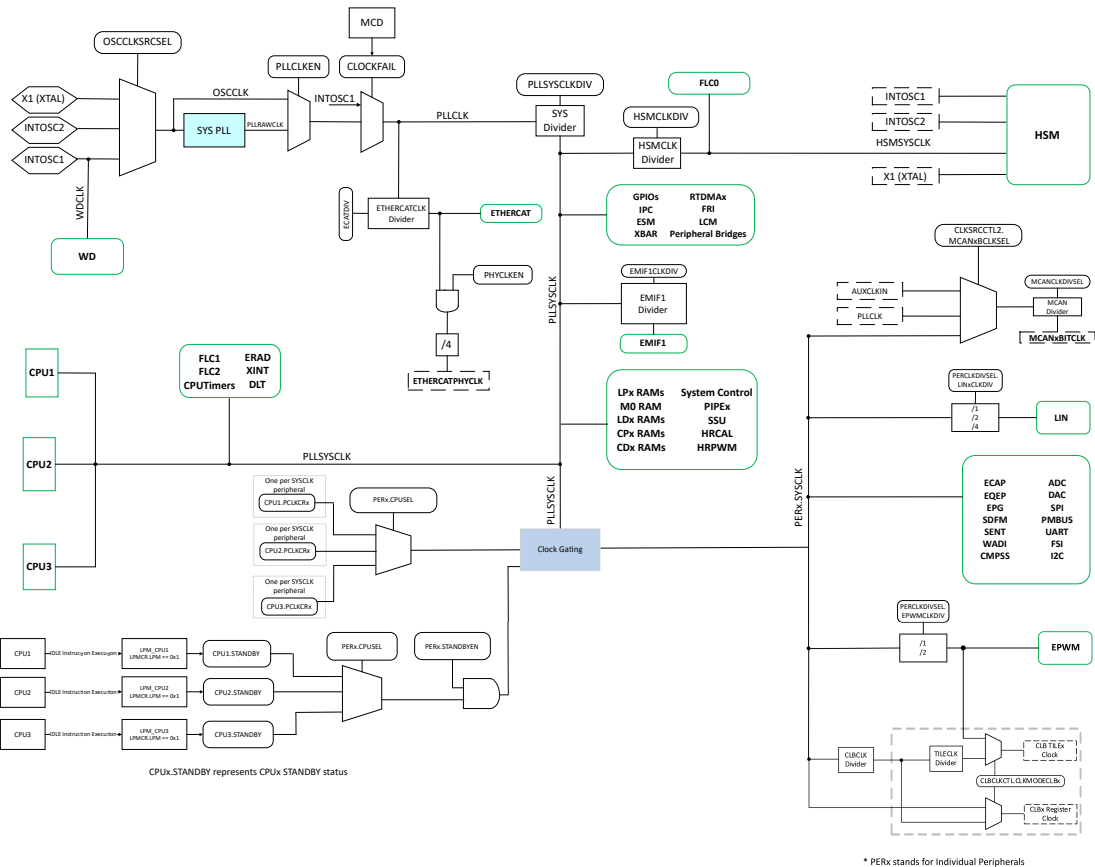 MCD
OSCCLKSRCSEL
PLLCLKEN
CLOCKFAIL
X1 (XTAL)
INTOSC2
INTOSC1
OSCCLK
SYS PLL
PLLRAWCLK
INTOSC1
PLLCLK
WDCLK
WD
PLLSYSCLKDIV
SYS
Divider
HSMCLKDIV
HSMCLK
Divider
FLC0
INTOSC1
INTOSC2
HSMSYSCLK
X1 (XTAL)
HSM
ECATDIV
ETHERCATCLK
Divider
ETHERCAT
PHYCLKEN
/4
ETHERCATPHYCLK
GPIOs RTDMAx
IPC FRI
ESM LCM
XBAR Peripheral Bridges
PLLSYSCLK
EMIF1CLKDIV
EMIF1
Divider
EMIF1
CLKSRCCTL2.
MCANxBCLKSEL
AUXCLKIN
PLLCLK
MCANCLKDIVSEL
MCAN
Divider
MCANxBITCLK
CPU1
CPU2
CPU3
FLC1 ERAD
FLC2 XINT
CPUTimers DLT
PLLSYSCLK
LPx RAMs System Control
M0 RAM PIPEx
LDx RAMs SSU
CPx RAMs HRCAL
CDx RAMs HRPWM
PERCLKDIVSEL.
LINxCLKDIV
/1
/2
/4
LIN
One per SYSCLK
peripheral
CPU1.PCLKCRx
One per SYSCLK
peripheral
CPU2.PCLKCRx
One per SYSCLK
peripheral
CPU3.PCLKCRx
PERx.CPUSEL
PLLSYSCLK
Clock Gating
PERx.SYSCLK
ECAP ADC
EQEP DAC
EPG SPI
SDFM PMBUS
SENT UART
WADI FSI
CMPSS I2C
PERCLKDIVSEL.
EPWMCLKDIV
/1
/2
EPWM
CPU1
IDLE Instruction Execution
LPM_CPU1
LPMCR.LPM == 0x1
CPU1.STANDBY
CPU2
IDLE Instruction Execution
LPM_CPU2
LPMCR.LPM == 0x1
CPU2.STANDBY
CPU3
IDLE Instruction Execution
LPM_CPU3
LPMCR.LPM == 0x1
CPU3.STANDBY
PERx.CPUSEL
PERx.STANDBYEN
CPUx.STANDBY represents CPUx STANDBY status
CLBCLK
Divider
TILECLK
Divider
CLB TILEx
Clock
CLBCLKCTL.CLKMODECLBx
CLBx Register
Clock
* PERx stands for Individual Peripherals